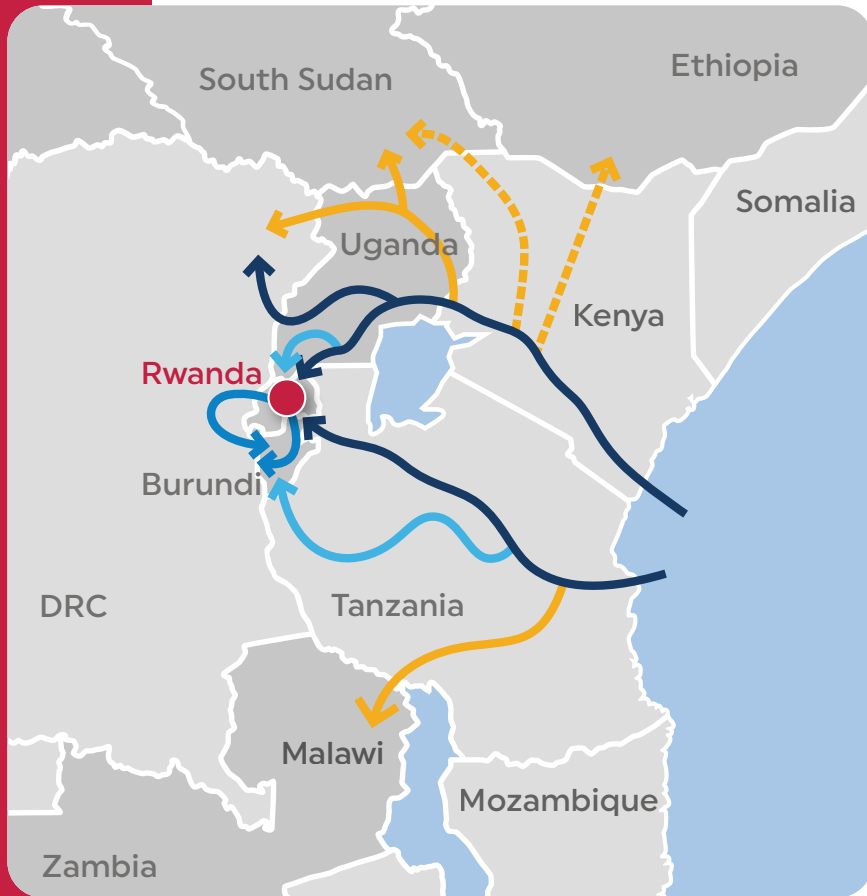 South Sudan
Ethiopia
Somalia
Uganda
Kenya
Rwanda
Burundi
DRC
Tanzania
Malawi
Mozambique
Zambia